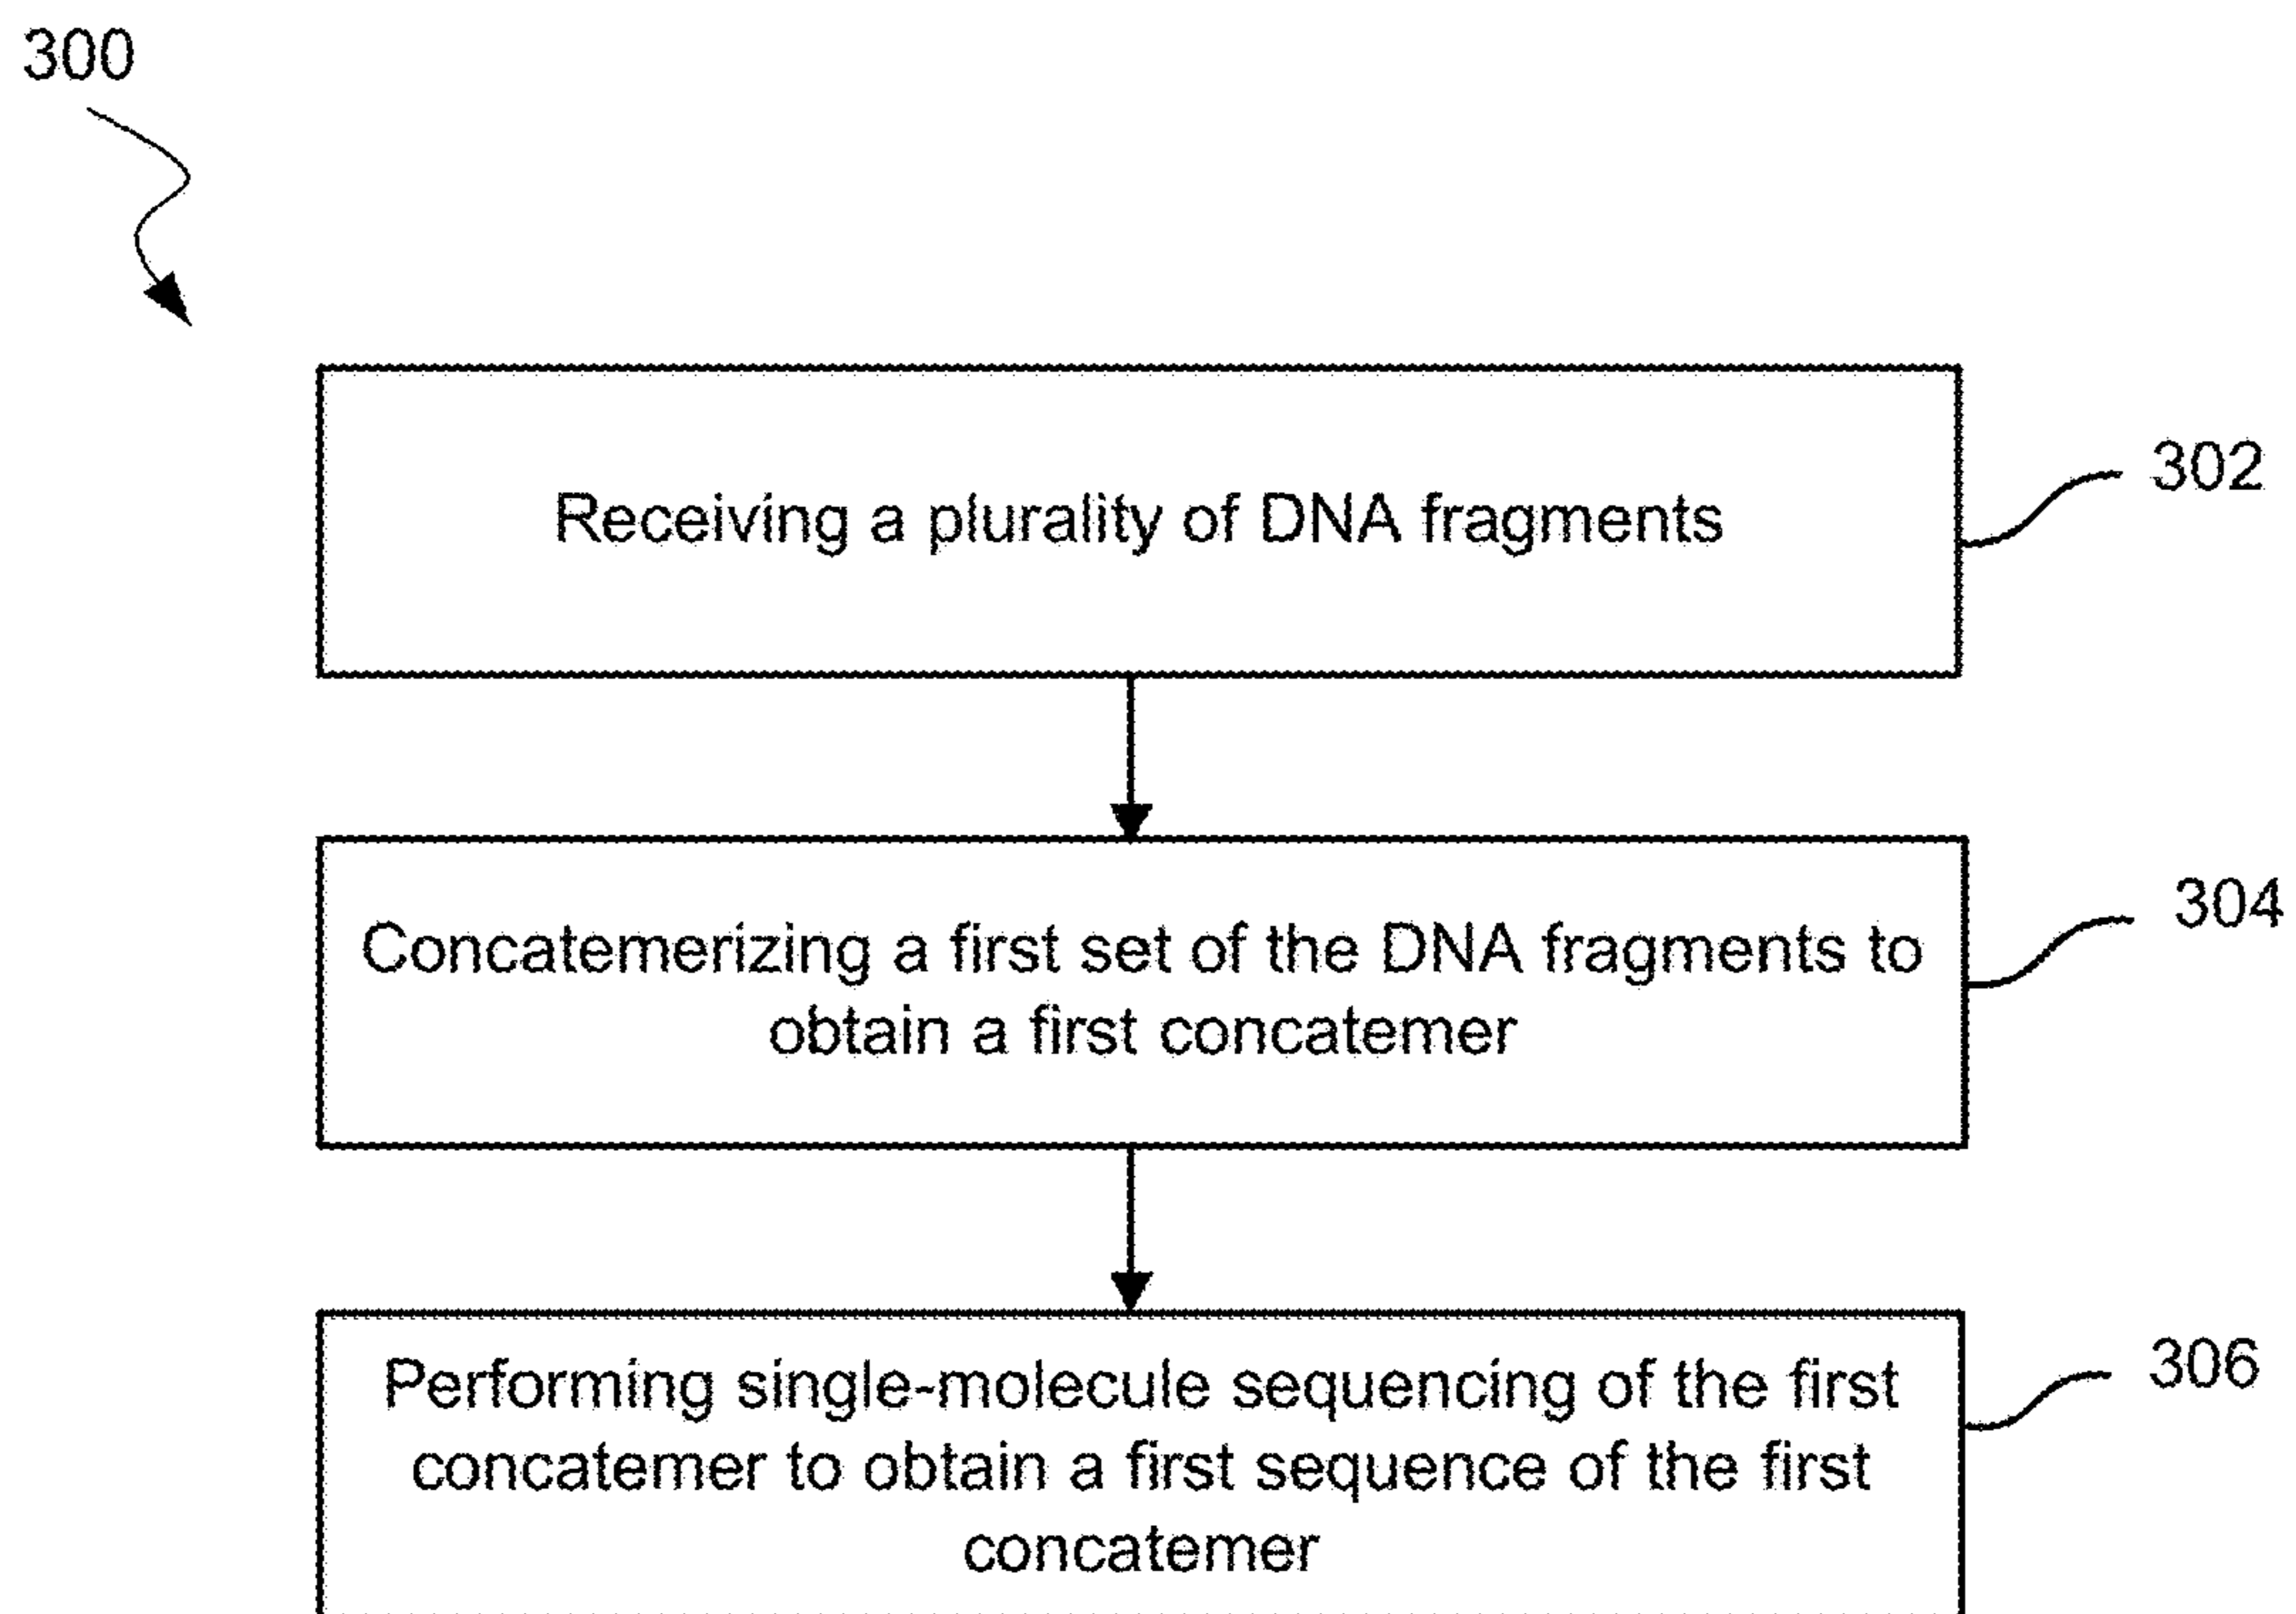 300
Receiving a plurality of DNA fragments
302
Concatemerizing a first set of the DNA fragments to
obtain a first concatemer
304
Performing single-molecule sequencing of the first
concatemer to obtain a first sequence of the first
concatemer
306